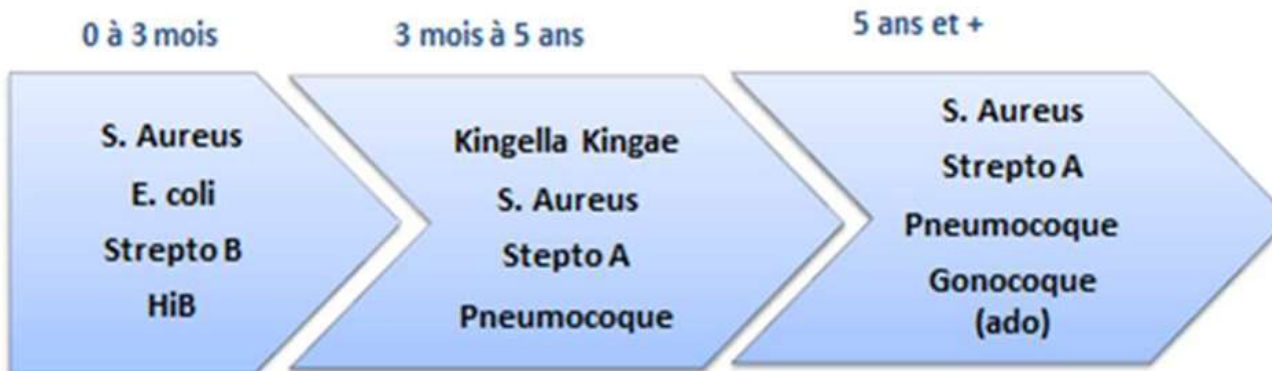 0 à 3 mois
S. Aureus
E. coli
Strepto B
HiB
3 mois à 5 ans
Kingella Kingae
S. Aureus
Stepto A
Pneumocoque
5 ans et +
S. Aureus
Strepto A
Pneumocoque
Gonocoque
(ado)